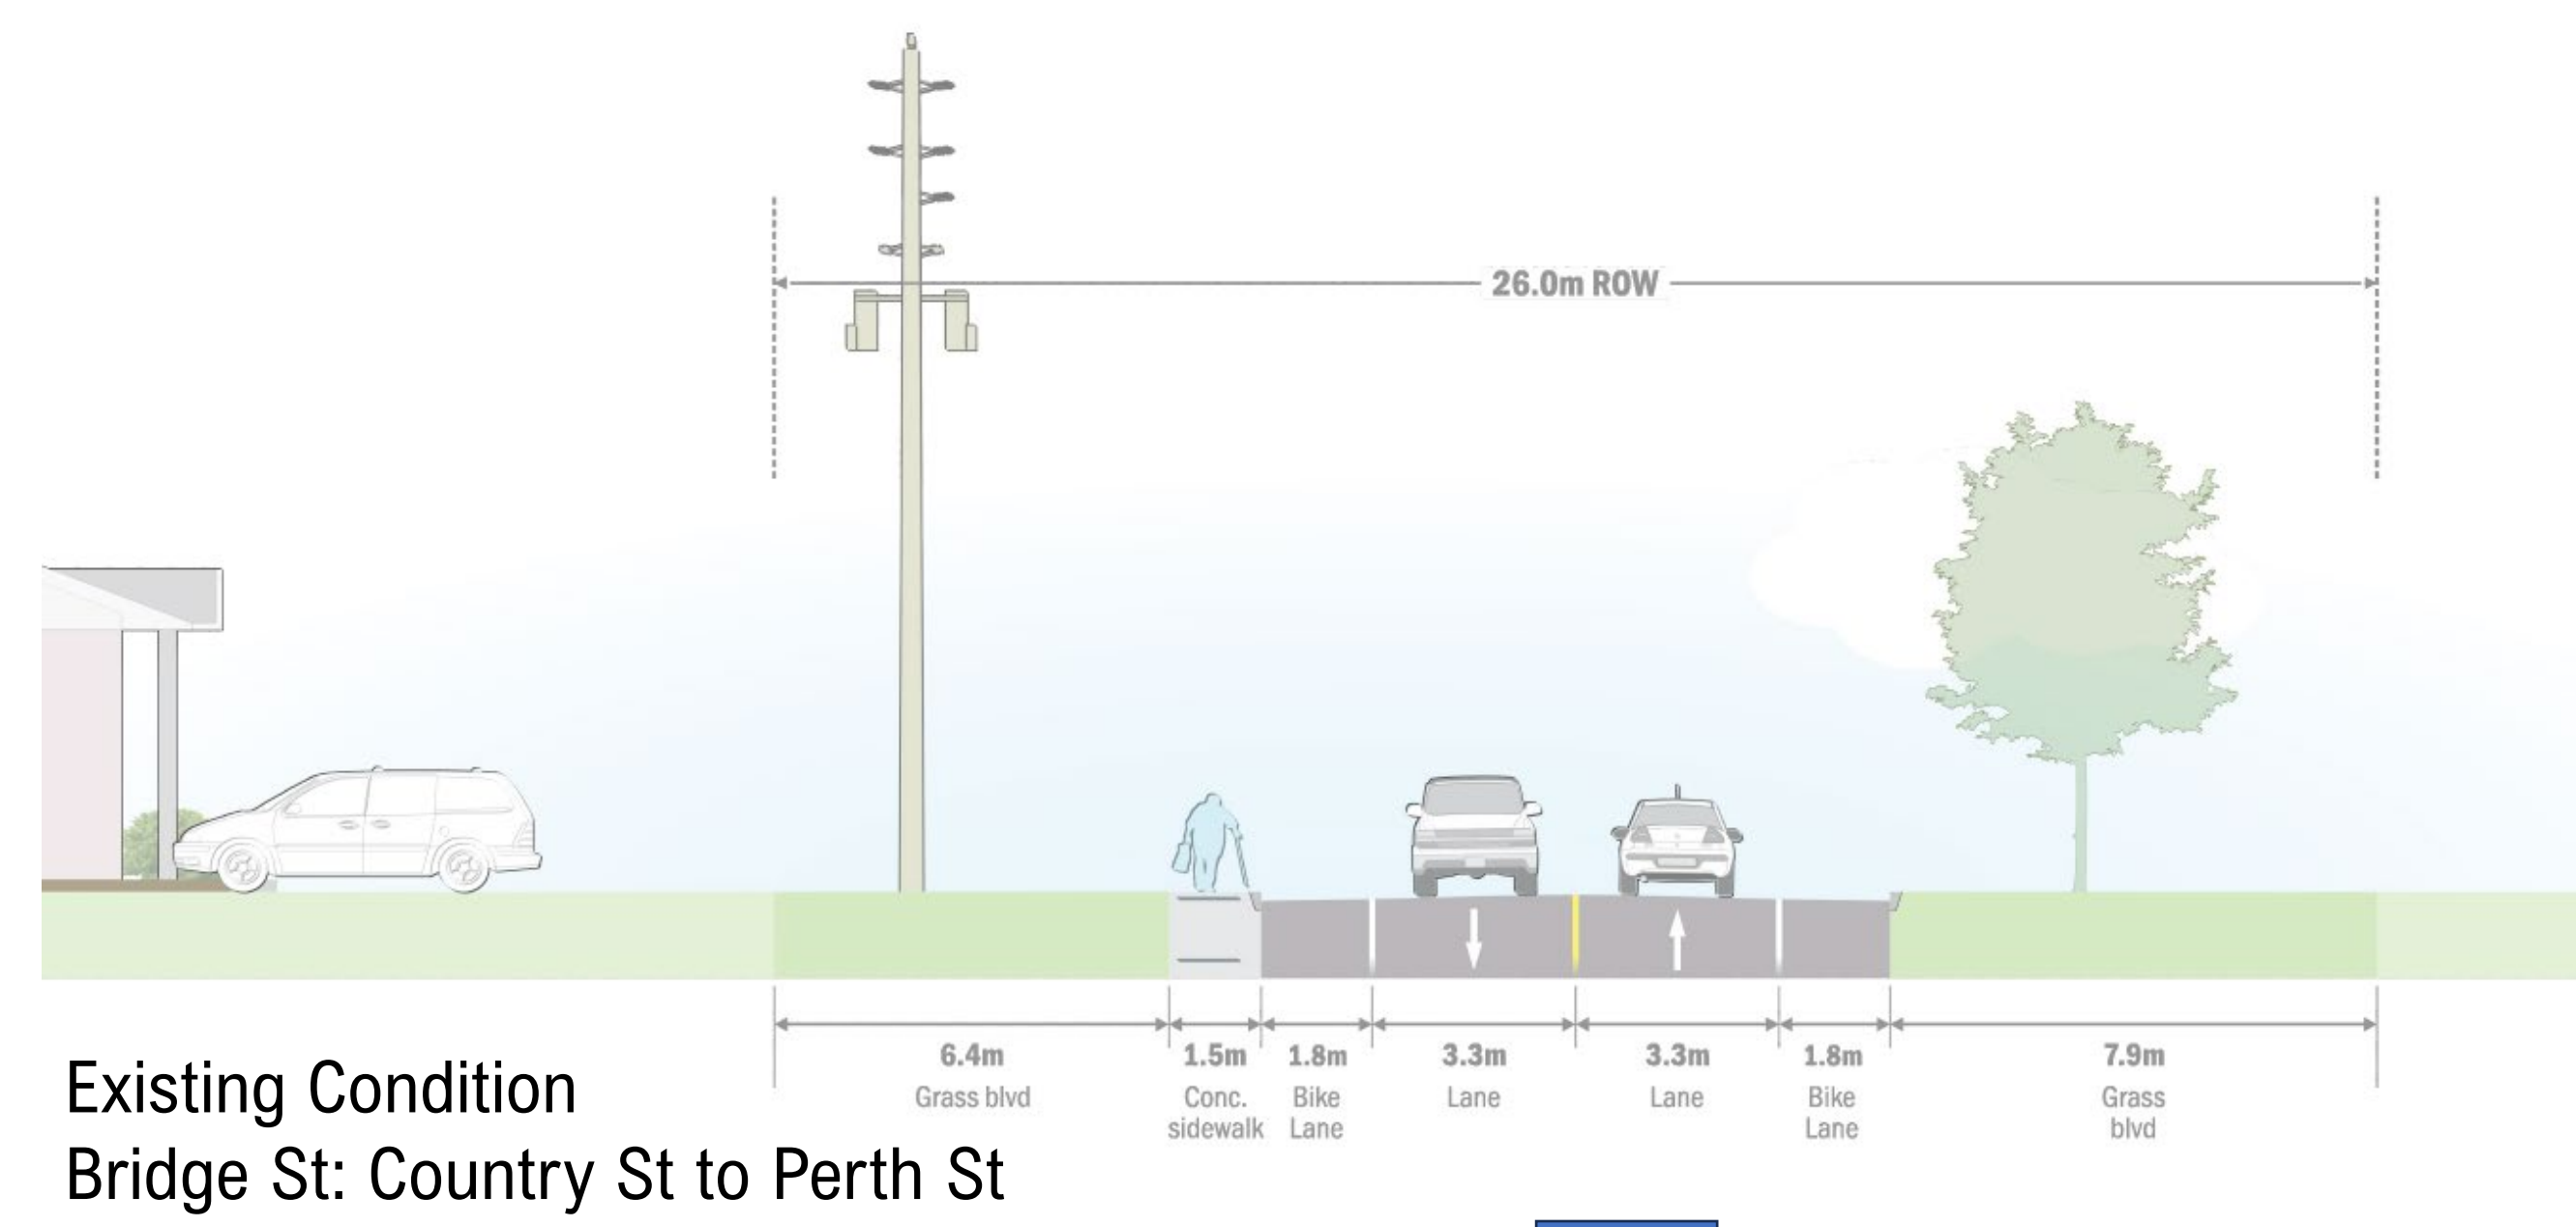 26.0m ROW
6.4m
Grass blvd
1.5m
Conc.
sidewalk
1.8m
Bike
Lane
3.3m
Lane
3.3m
Lane
1.8m
Bike
Lane
7.9m
Grass
blvd
Existing Condition
Bridge St: Country St to Perth St